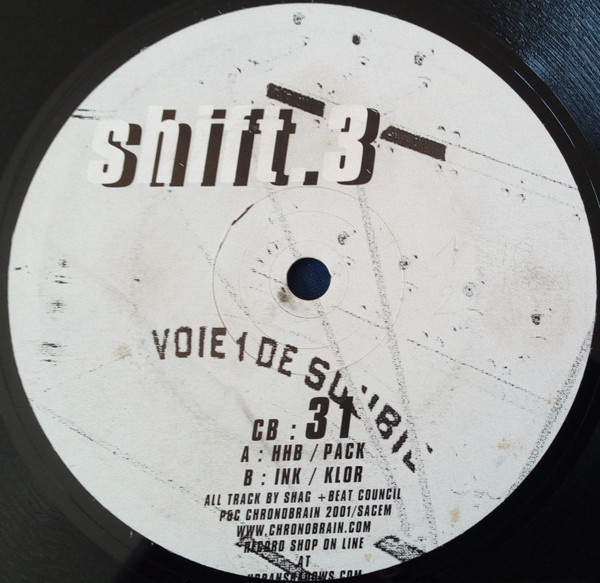 shift.3
VOIE 1 DE
CB : 31
A : HHB / PACK
B : INK / KLOR
ALL TRACK BY SHAG + BEAT COUNCIL
P&C CHRONOBRAIN 2001/SACEM
WWW.CHRONOBRAIN.COM
RECORD SHOP ON LINE
AT